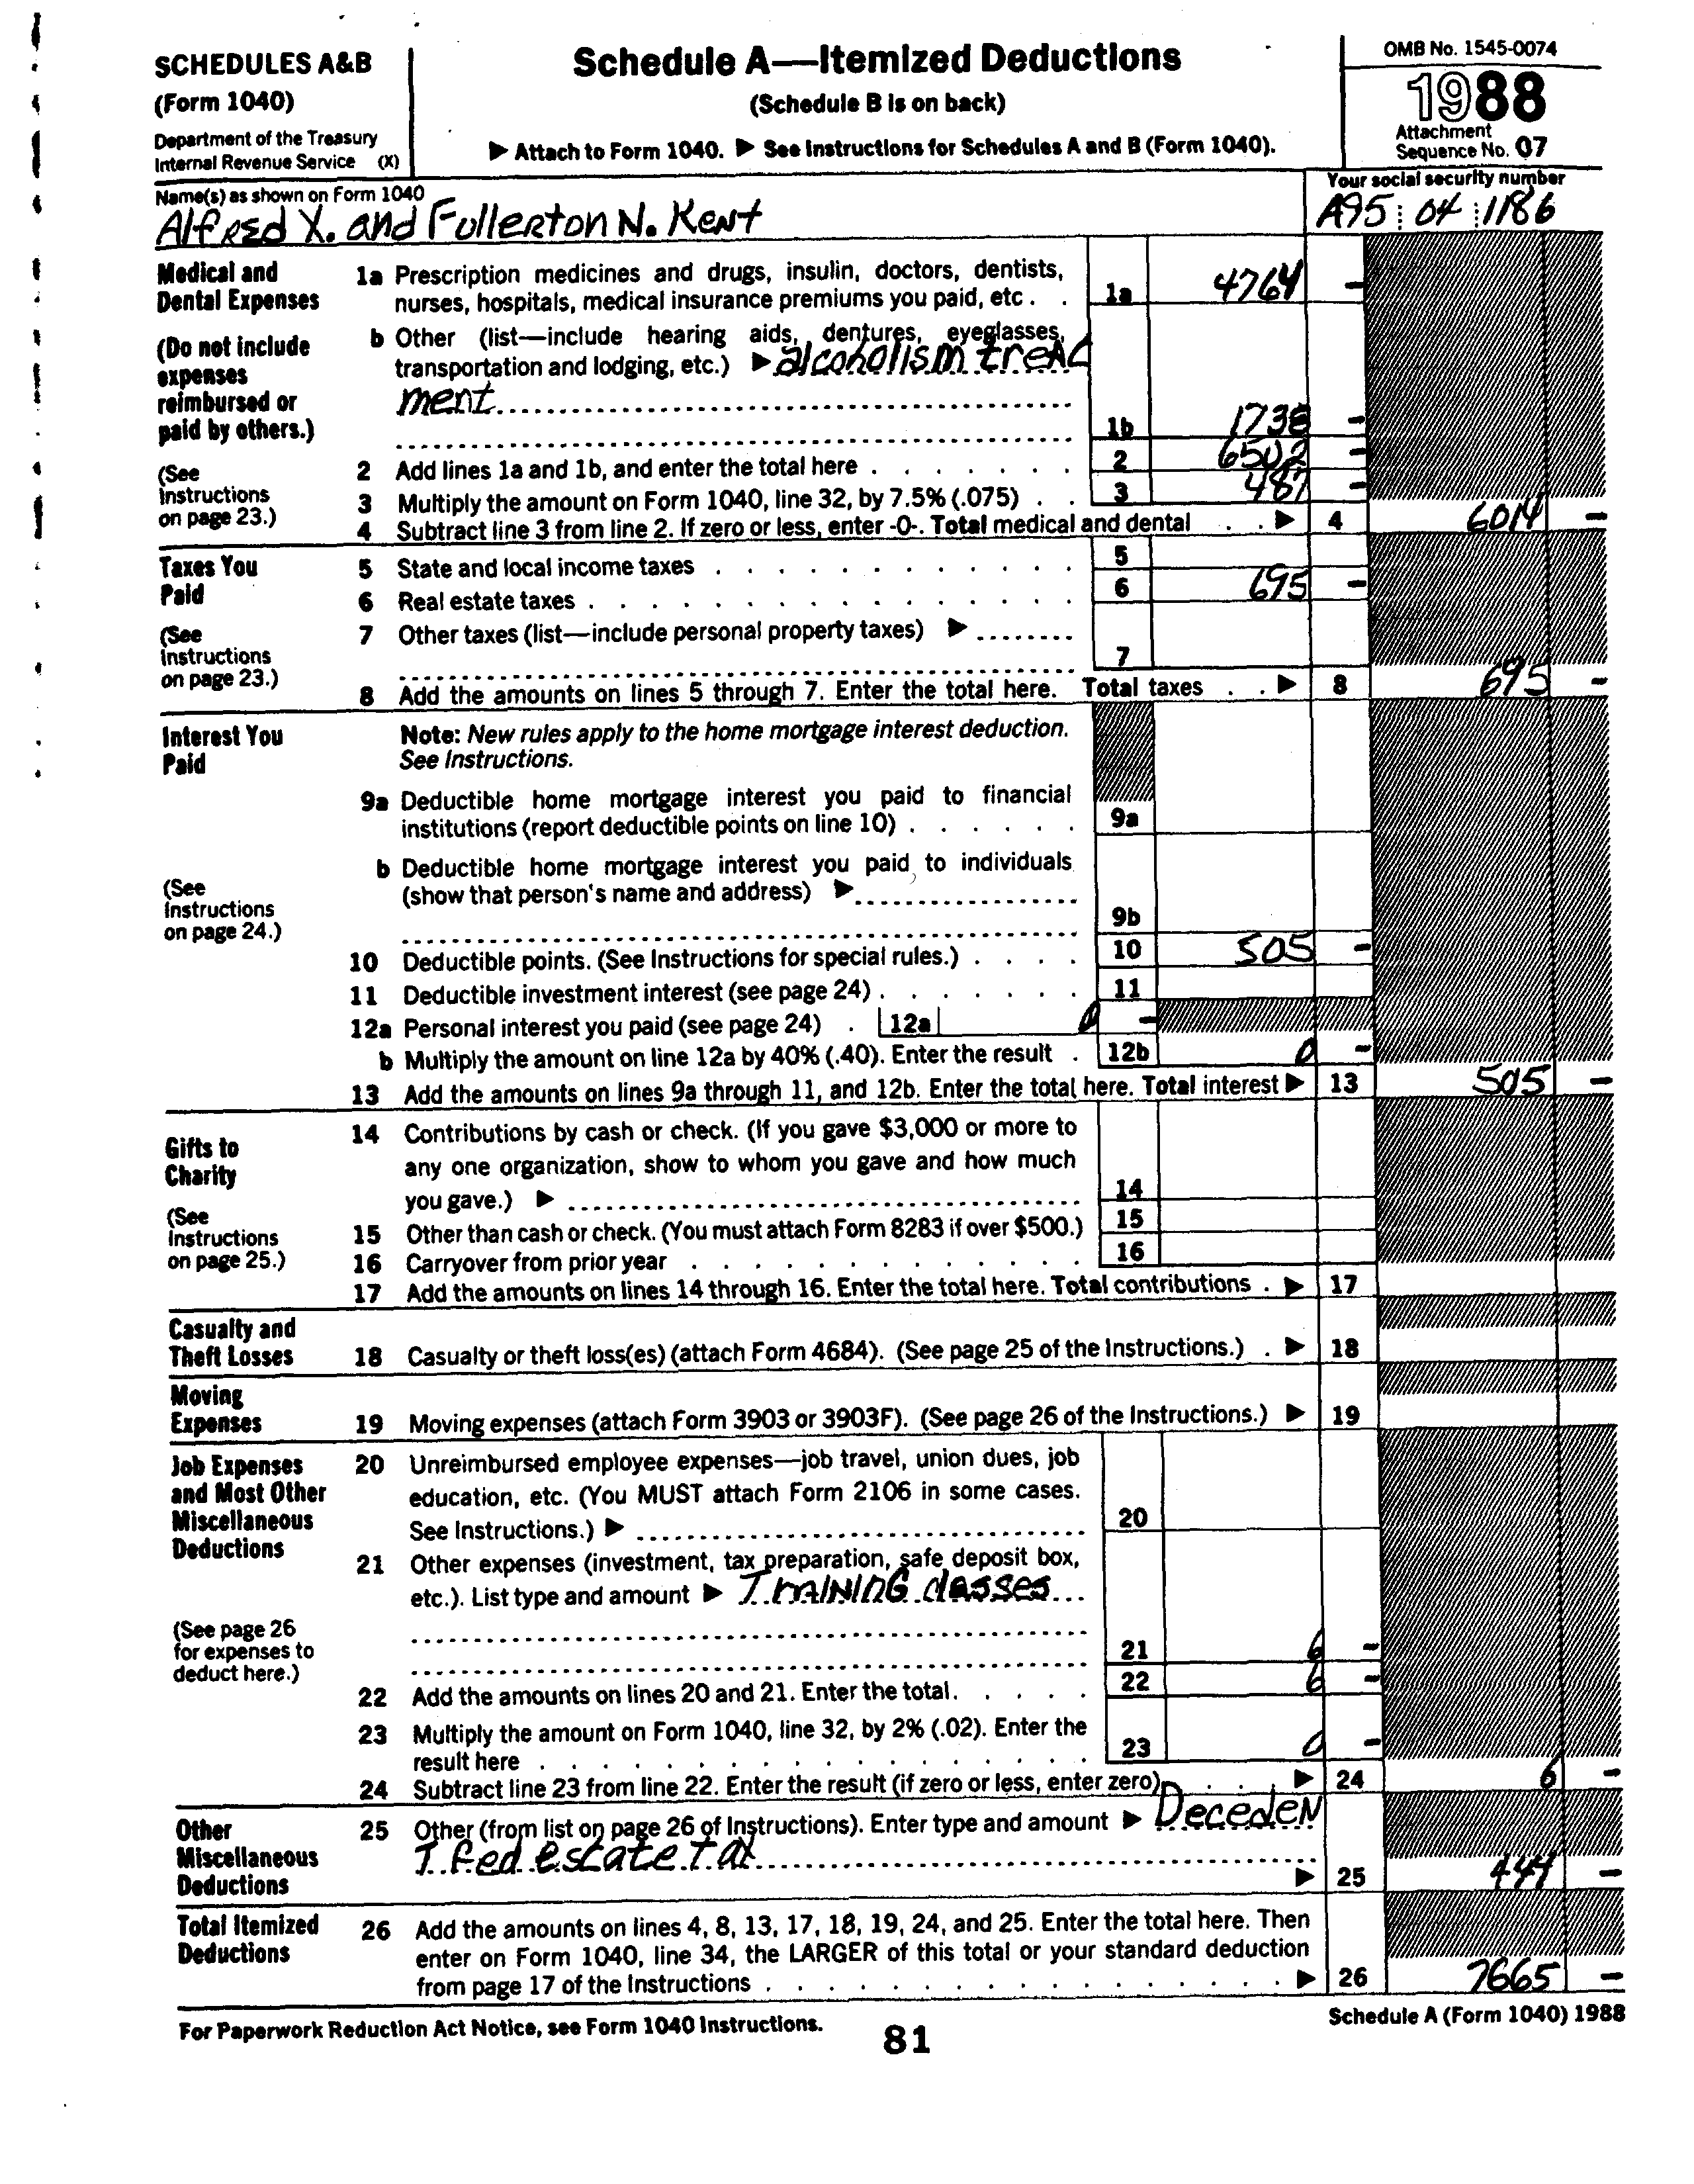 SCHEDULES A&B
(Form 1040)
Department of the Treasury
Internal Revenue Service (X)
Schedule A—Itemized Deductions
(Schedule B is on back)
▶ Attach to Form 1040. ▶ See Instructions for Schedules A and B (Form 1040).
OMB No. 1545-0074
1988
Attachment
Sequence No. 07
Name(s) as shown on Form 1040
Alfred X. and Fullerton N. Kent
Your social security number
A95 04 1186
Medical and
Dental Expenses
(Do not include
expenses
reimbursed or
paid by others.)
(See
Instructions
on page 23.)
1a Prescription medicines and drugs, insulin, doctors, dentists,
nurses, hospitals, medical insurance premiums you paid, etc . . 1a 4764 -
b Other (list—include hearing aids, dentures, eyeglasses,
transportation and lodging, etc.) ▶ alcoholism treat
ment
1b 1738 -
2 Add lines 1a and 1b, and enter the total here . . . . . . . 2 6502 -
3 Multiply the amount on Form 1040, line 32, by 7.5% (.075) . . 3 487 -
4 Subtract line 3 from line 2. If zero or less, enter -0-. Total medical and dental . . ▶ 4 6014 -
Taxes You
Paid
(See
Instructions
on page 23.)
5 State and local income taxes . . . . . . . . . . . . 5
6 Real estate taxes . . . . . . . . . . . . . . . . 6 695 -
7 Other taxes (list—include personal property taxes) ▶
7
8 Add the amounts on lines 5 through 7. Enter the total here. Total taxes . . ▶ 8 695 -
Interest You
Paid
(See
Instructions
on page 24.)
Note: New rules apply to the home mortgage interest deduction.
See Instructions.
9a Deductible home mortgage interest you paid to financial
institutions (report deductible points on line 10) . . . . . . 9a
b Deductible home mortgage interest you paid to individuals
(show that person's name and address) ▶
9b
10 Deductible points. (See Instructions for special rules.) . . . . 10 505 -
11 Deductible investment interest (see page 24) . . . . . . . 11
12a Personal interest you paid (see page 24) . 12a 0 -
b Multiply the amount on line 12a by 40% (.40). Enter the result . 12b 0 -
13 Add the amounts on lines 9a through 11, and 12b. Enter the total here. Total interest ▶ 13 505 -
Gifts to
Charity
(See
Instructions
on page 25.)
14 Contributions by cash or check. (If you gave $3,000 or more to
any one organization, show to whom you gave and how much
you gave.) ▶ 14
15 Other than cash or check. (You must attach Form 8283 if over $500.) 15
16 Carryover from prior year . . . . . . . . . . . . . 16
17 Add the amounts on lines 14 through 16. Enter the total here. Total contributions . ▶ 17
Casualty and
Theft Losses
18 Casualty or theft loss(es) (attach Form 4684). (See page 25 of the Instructions.) . ▶ 18
Moving
Expenses
19 Moving expenses (attach Form 3903 or 3903F). (See page 26 of the Instructions.) ▶ 19
Job Expenses
and Most Other
Miscellaneous
Deductions
(See page 26
for expenses to
deduct here.)
20 Unreimbursed employee expenses—job travel, union dues, job
education, etc. (You MUST attach Form 2106 in some cases.
See Instructions.) ▶ 20
21 Other expenses (investment, tax preparation, safe deposit box,
etc.). List type and amount ▶ Training classes
21 6 -
22 Add the amounts on lines 20 and 21. Enter the total. . . . . 22 6 -
23 Multiply the amount on Form 1040, line 32, by 2% (.02). Enter the
result here . . . . . . . . . . . . . . . . . . 23 0 -
24 Subtract line 23 from line 22. Enter the result (if zero or less, enter zero) . . . ▶ 24 6 -
Other
Miscellaneous
Deductions
25 Other (from list on page 26 of Instructions). Enter type and amount ▶ Deceden
T fed estate tax
▶ 25 444 -
Total Itemized
Deductions
26 Add the amounts on lines 4, 8, 13, 17, 18, 19, 24, and 25. Enter the total here. Then
enter on Form 1040, line 34, the LARGER of this total or your standard deduction
from page 17 of the Instructions . . . . . . . . . . . . . . . . ▶ 26 7665 -
For Paperwork Reduction Act Notice, see Form 1040 Instructions.
Schedule A (Form 1040) 1988
81